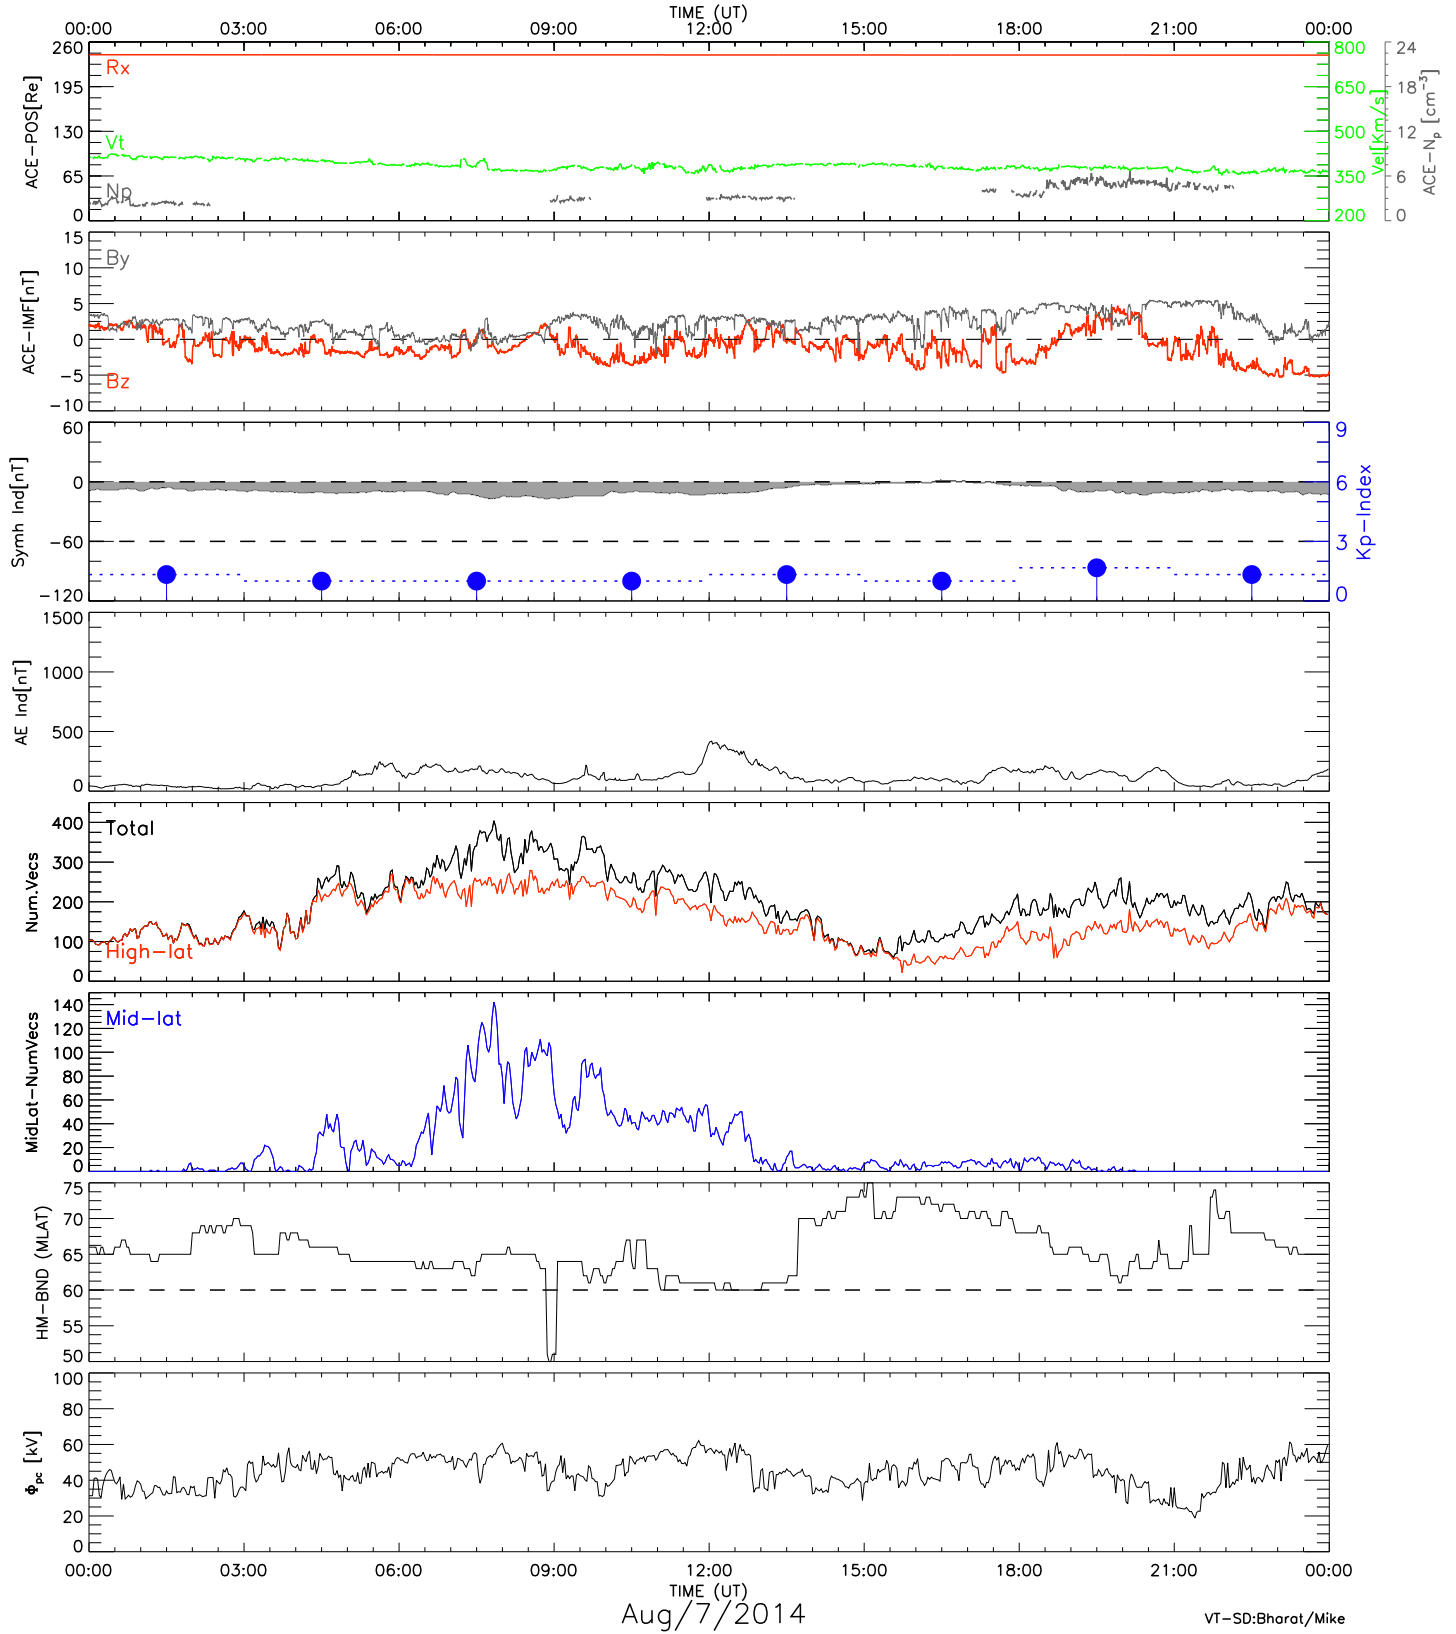 TIME (UT)
00:00 03:00 06:00 09:00 12:00 15:00 18:00 21:00 00:00
260 195 130 65 0
ACE-POS[Re]
Rx
Vt
Np
800 650 500 350 200
Vel[Km/s]
24 18 12 6 0
ACE-Np [cm-3]
15 10 5 0 -5 -10
ACE-IMF[nT]
By
Bz
60 0 -60 -120
Symh Ind[nT]
9 6 3 0
Kp-Index
1500 1000 500 0
AE Ind[nT]
400 300 200 100 0
Num.Vecs
Total
High-lat
140 120 100 80 60 40 20 0
MidLat-NumVecs
Mid-lat
75 70 65 60 55 50
HM-BND (MLAT)
100 80 60 40 20 0
Φpc [kV]
00:00 03:00 06:00 09:00 12:00 15:00 18:00 21:00 00:00
TIME (UT)
Aug/7/2014
VT-SD:Bharat/Mike